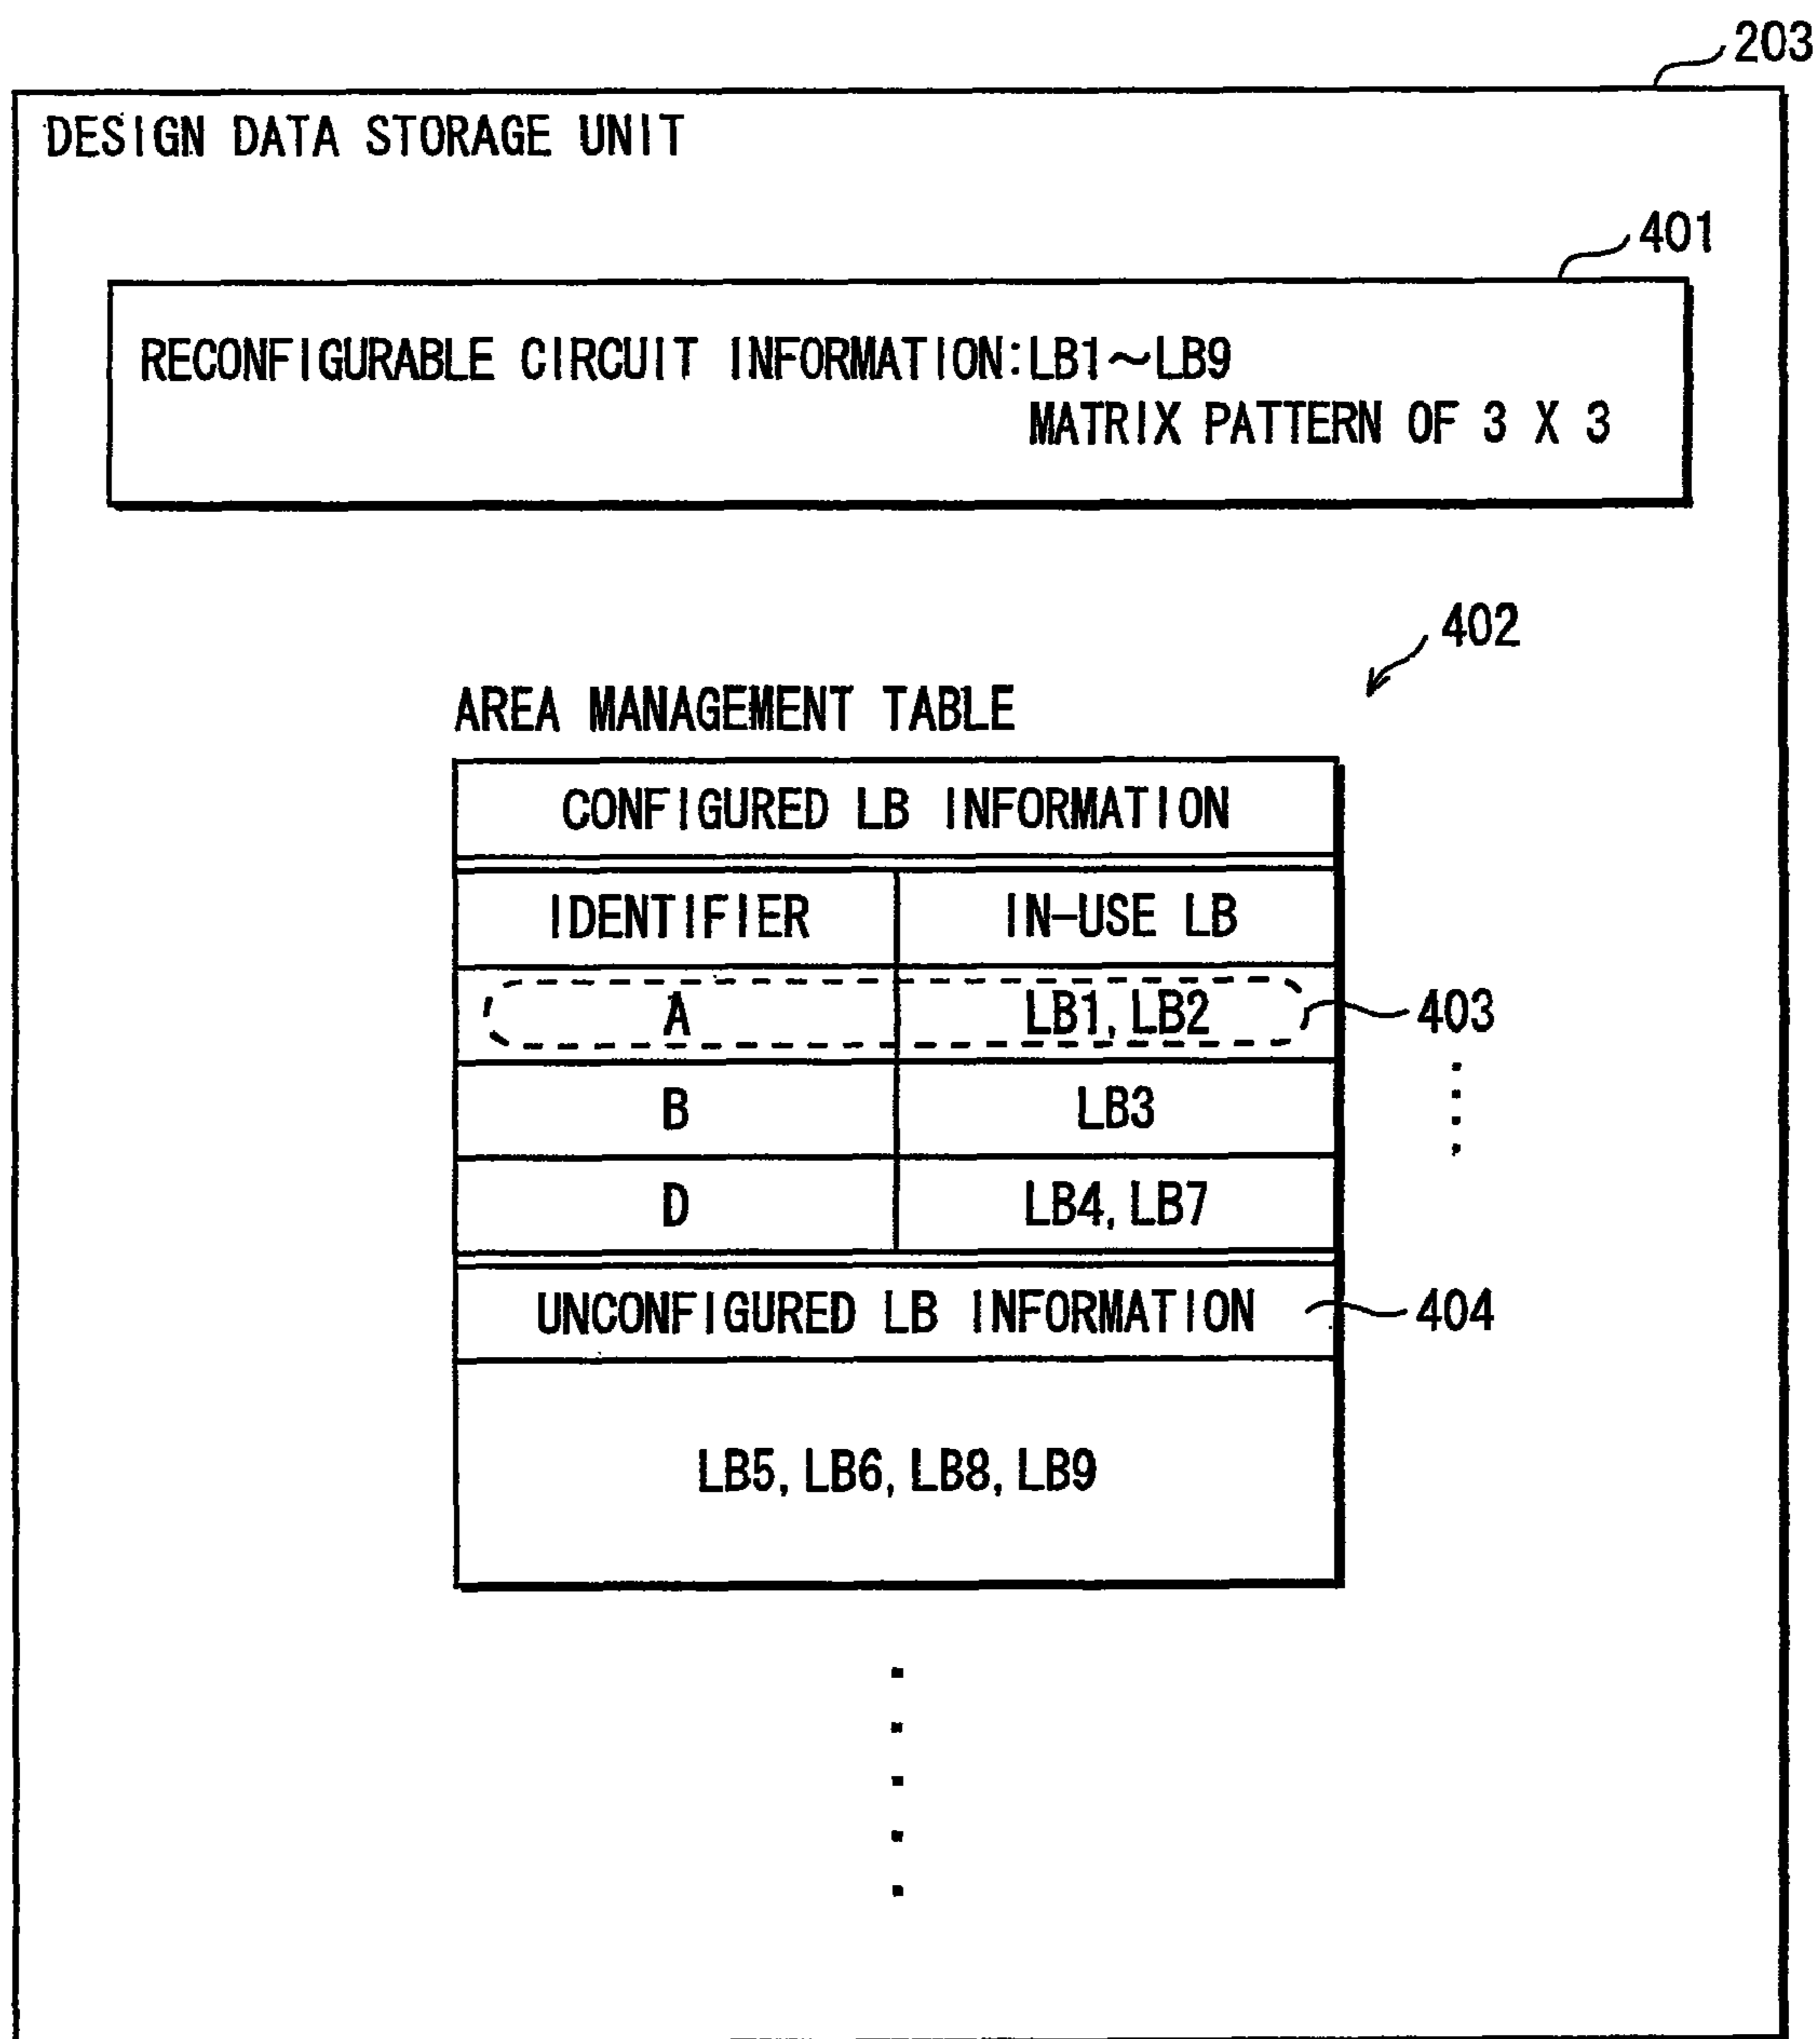 203
DESIGN DATA STORAGE UNIT
401
RECONFIGURABLE CIRCUIT INFORMATION:LB1~LB9
MATRIX PATTERN OF 3 X 3
402
AREA MANAGEMENT TABLE
CONFIGURED LB INFORMATION
IDENTIFIER IN-USE LB
A LB1, LB2 403
B LB3
D LB4, LB7
UNCONFIGURED LB INFORMATION 404
LB5, LB6, LB8, LB9